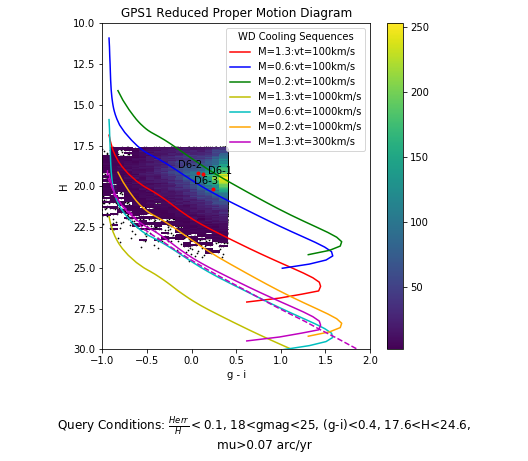 GPS1 Reduced Proper Motion Diagram
10.0
12.5
15.0
17.5
20.0
22.5
25.0
27.5
30.0
H
WD Cooling Sequences
M=1.3:vt=100km/s
M=0.6:vt=100km/s
M=0.2:vt=100km/s
M=1.3:vt=1000km/s
M=0.6:vt=1000km/s
M=0.2:vt=1000km/s
M=1.3:vt=300km/s
D6-2
D6-1
D6-3
−1.0 −0.5 0.0 0.5 1.0 1.5 2.0
g - i
250
200
150
100
50
Query Conditions: Herr/H < 0.1, 18<gmag<25, (g-i)<0.4, 17.6<H<24.6,
mu>0.07 arc/yr